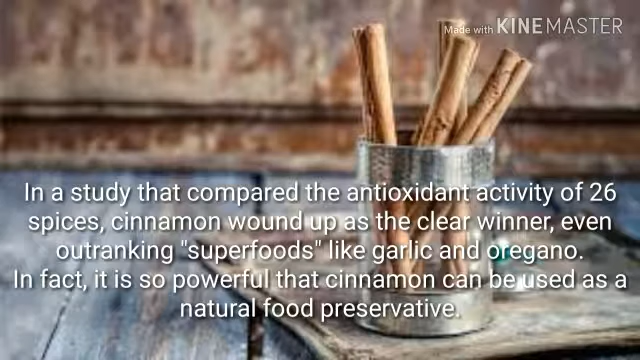 Made with KINEMASTER
In a study that compared the antioxidant activity of 26
spices, cinnamon wound up as the clear winner, even
outranking "superfoods" like garlic and oregano.
In fact, it is so powerful that cinnamon can be used as a
natural food preservative.